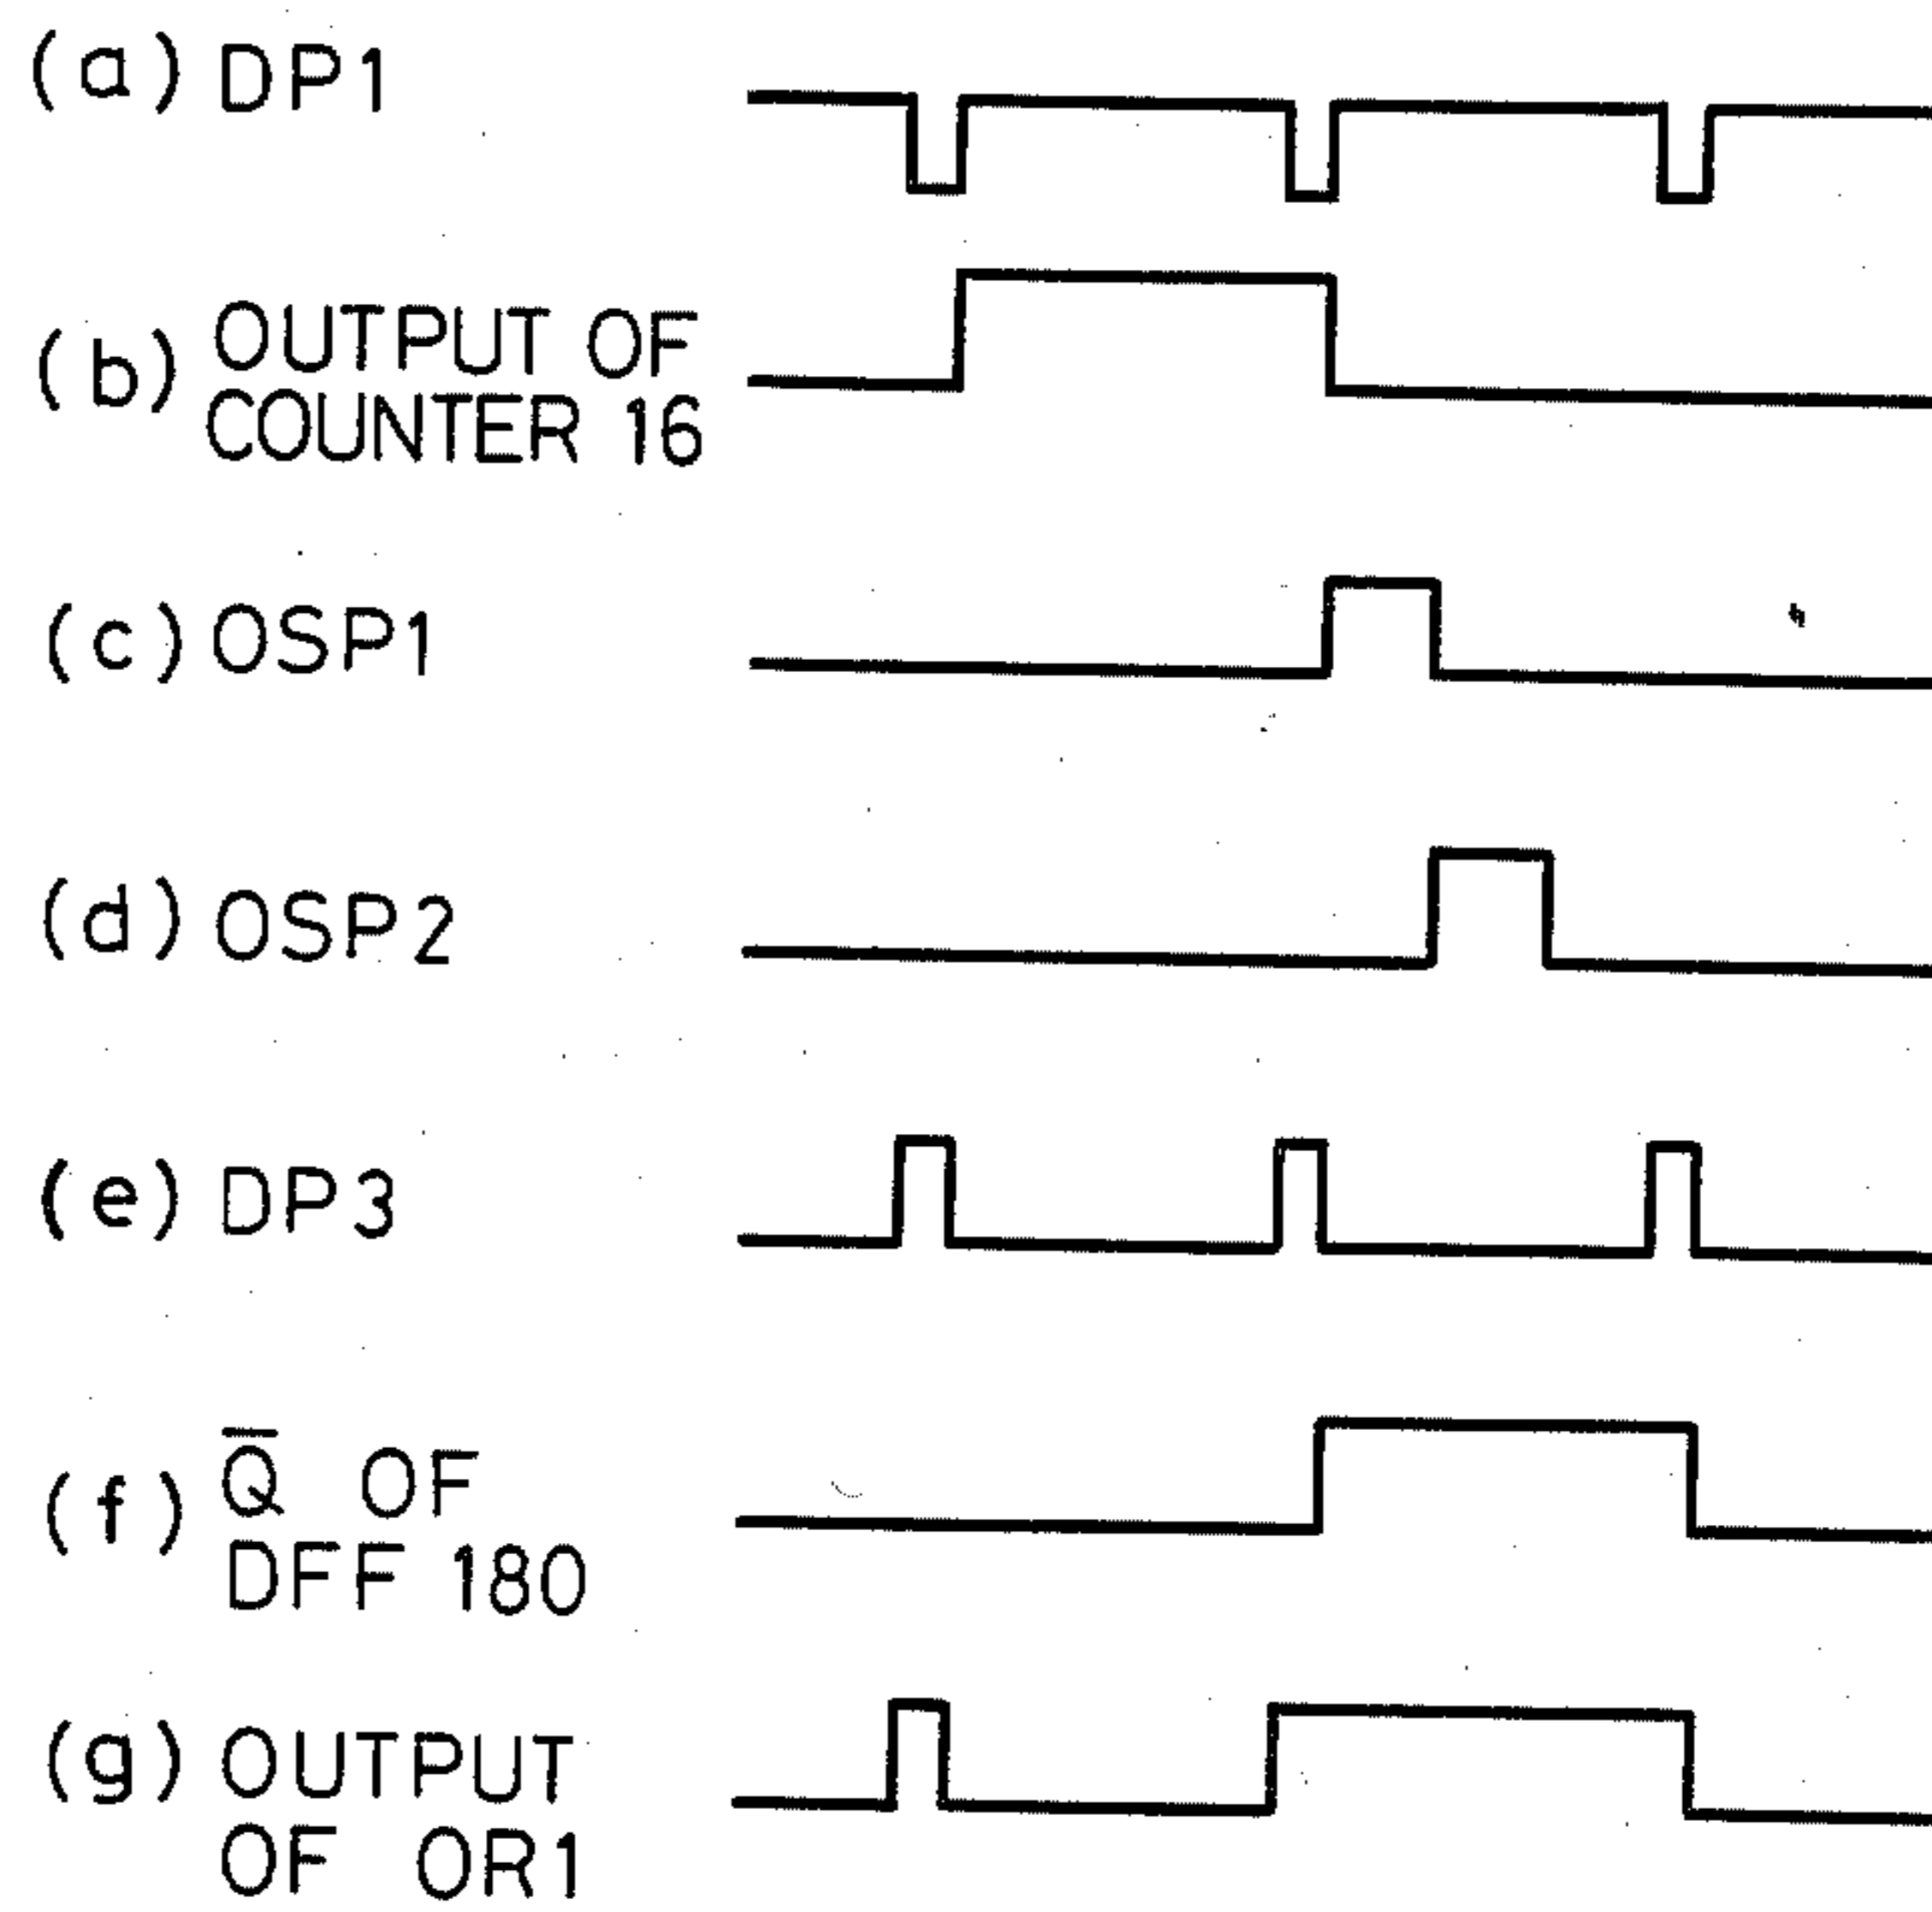 (a) DP1
(b) OUTPUT OF
COUNTER 16
(c) OSP1
(d) OSP2
(e) DP3
(f) Q̅ OF
DFF 180
(g) OUTPUT
OF OR1